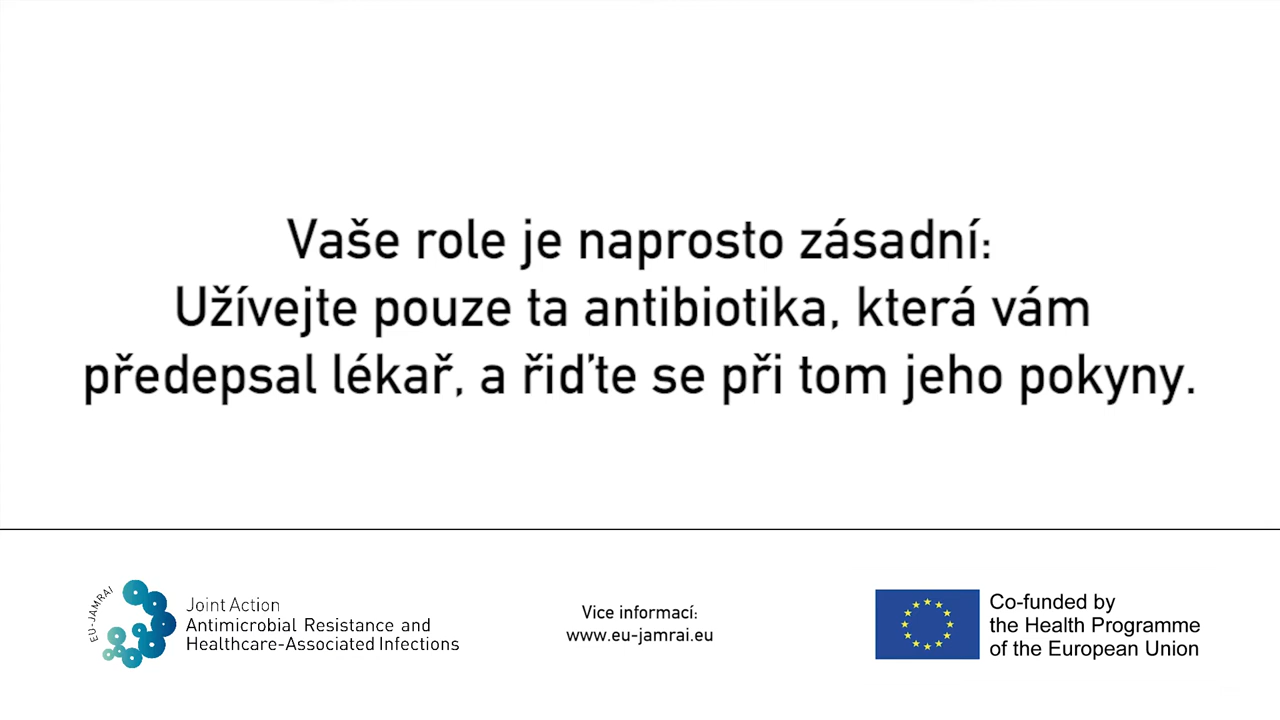 Vaše role je naprosto zásadní:
Užívejte pouze ta antibiotika, která vám
předepsal lékař, a řiďte se při tom jeho pokyny.
EU-JAMRAI
Joint Action
Antimicrobial Resistance and
Healthcare-Associated Infections
Vice informací:
www.eu-jamrai.eu
Co-funded by
the Health Programme
of the European Union